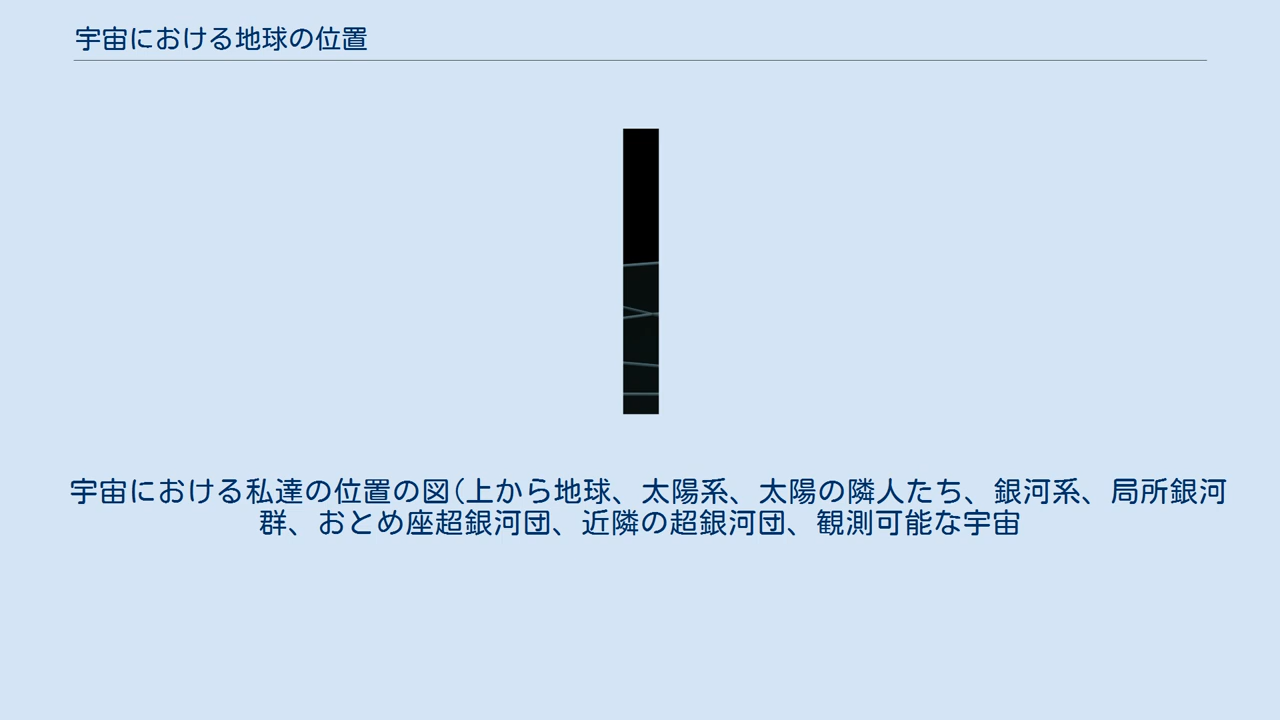 宇宙における地球の位置
宇宙における私達の位置の図(上から地球、太陽系、太陽の隣人たち、銀河系、局所銀河
群、おとめ座超銀河団、近隣の超銀河団、観測可能な宇宙